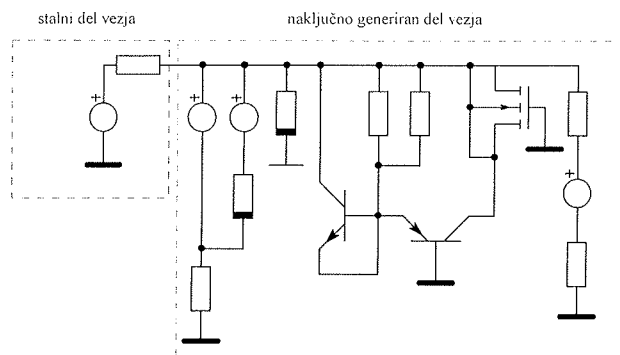 stalni del vezja
naključno generiran del vezja
+
+
+
+